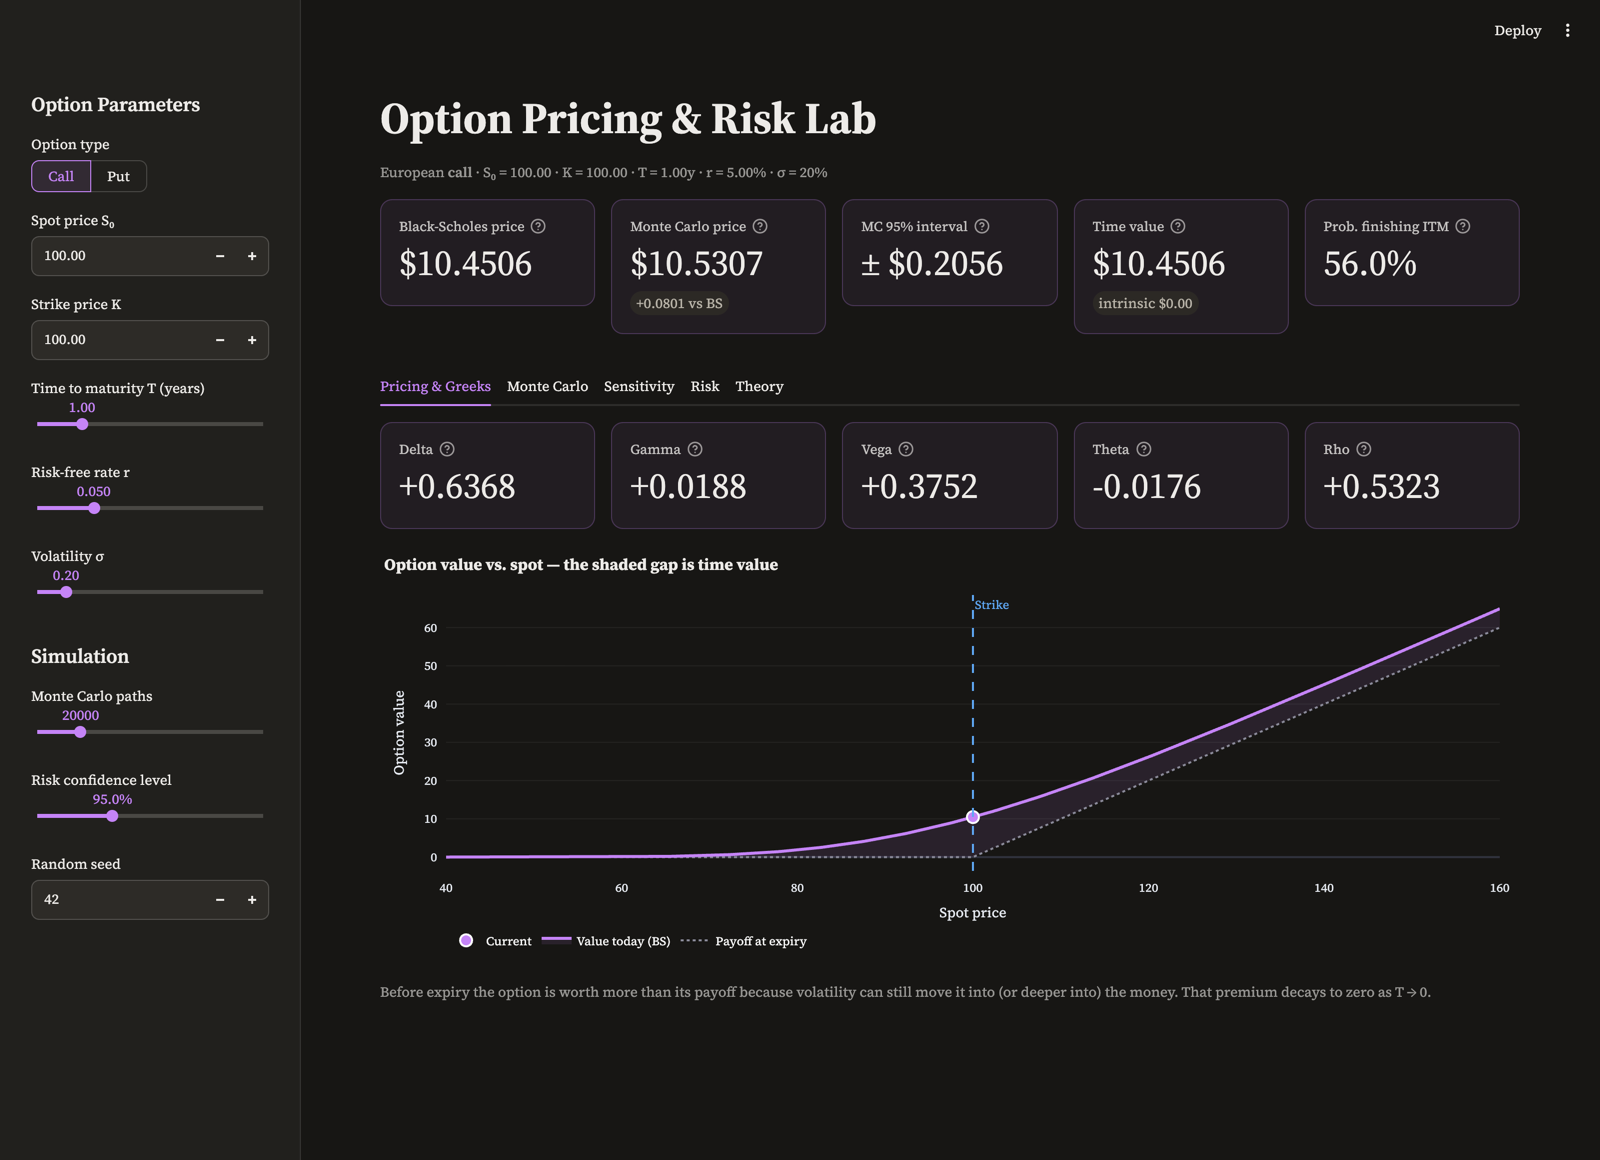 Deploy
Option Parameters
Option type
Call Put
Spot price S₀
100.00
Strike price K
100.00
Time to maturity T (years)
1.00
Risk-free rate r
0.050
Volatility σ
0.20
Simulation
Monte Carlo paths
20000
Risk confidence level
95.0%
Random seed
42
Option Pricing & Risk Lab
European call · S₀ = 100.00 · K = 100.00 · T = 1.00y · r = 5.00% · σ = 20%
Black-Scholes price
$10.4506
Monte Carlo price
$10.5307
+0.0801 vs BS
MC 95% interval
± $0.2056
Time value
$10.4506
intrinsic $0.00
Prob. finishing ITM
56.0%
Pricing & Greeks Monte Carlo Sensitivity Risk Theory
Delta
+0.6368
Gamma
+0.0188
Vega
+0.3752
Theta
-0.0176
Rho
+0.5323
Option value vs. spot — the shaded gap is time value
Strike
Option value
60
50
40
30
20
10
0
40 60 80 100 120 140 160
Spot price
Current Value today (BS) Payoff at expiry
Before expiry the option is worth more than its payoff because volatility can still move it into (or deeper into) the money. That premium decays to zero as T → 0.